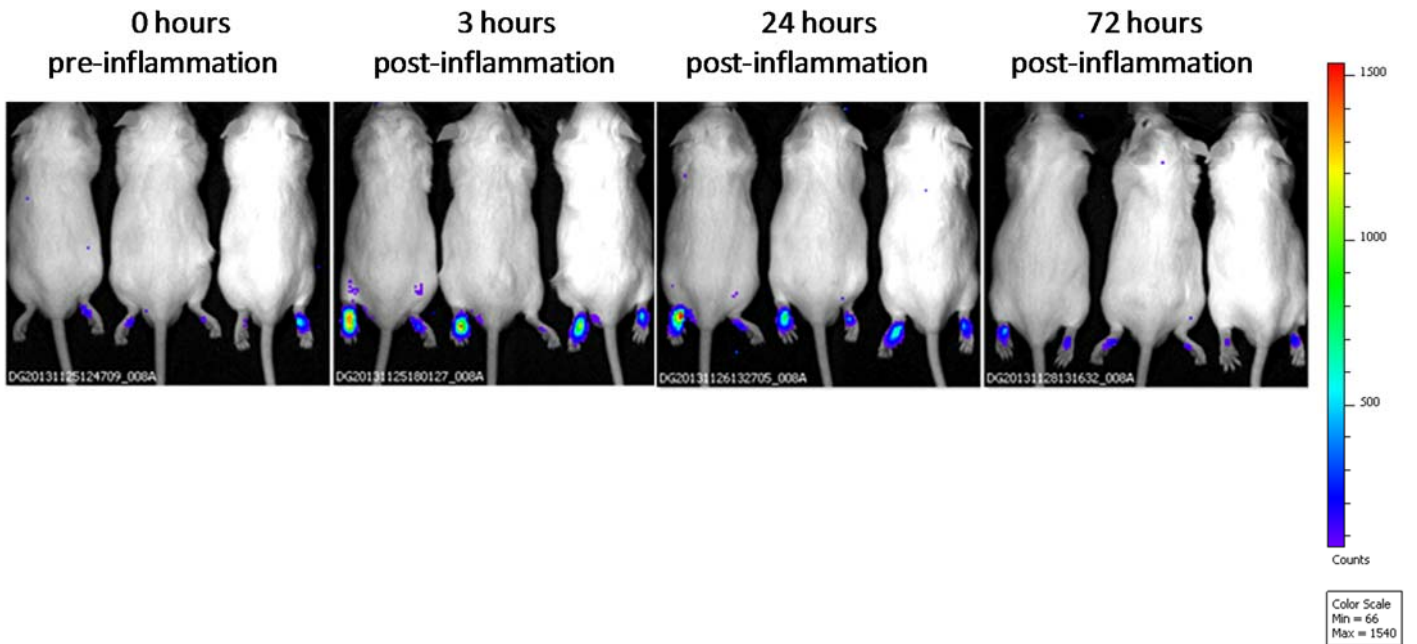 0 hours
pre-inflammation
3 hours
post-inflammation
24 hours
post-inflammation
72 hours
post-inflammation
DG20131125124709_008A
DG20131125180127_008A
DG20131126132705_008A
DG20131128131632_008A
1500
1000
500
Counts
Color Scale
Min = 66
Max = 1540